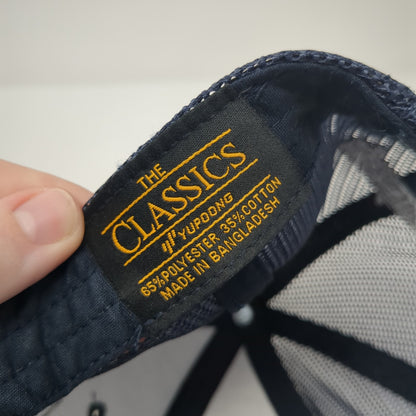 THE
CLASSICS
YUPOONG
65%POLYESTER 35%COTTON
MADE IN BANGLADESH